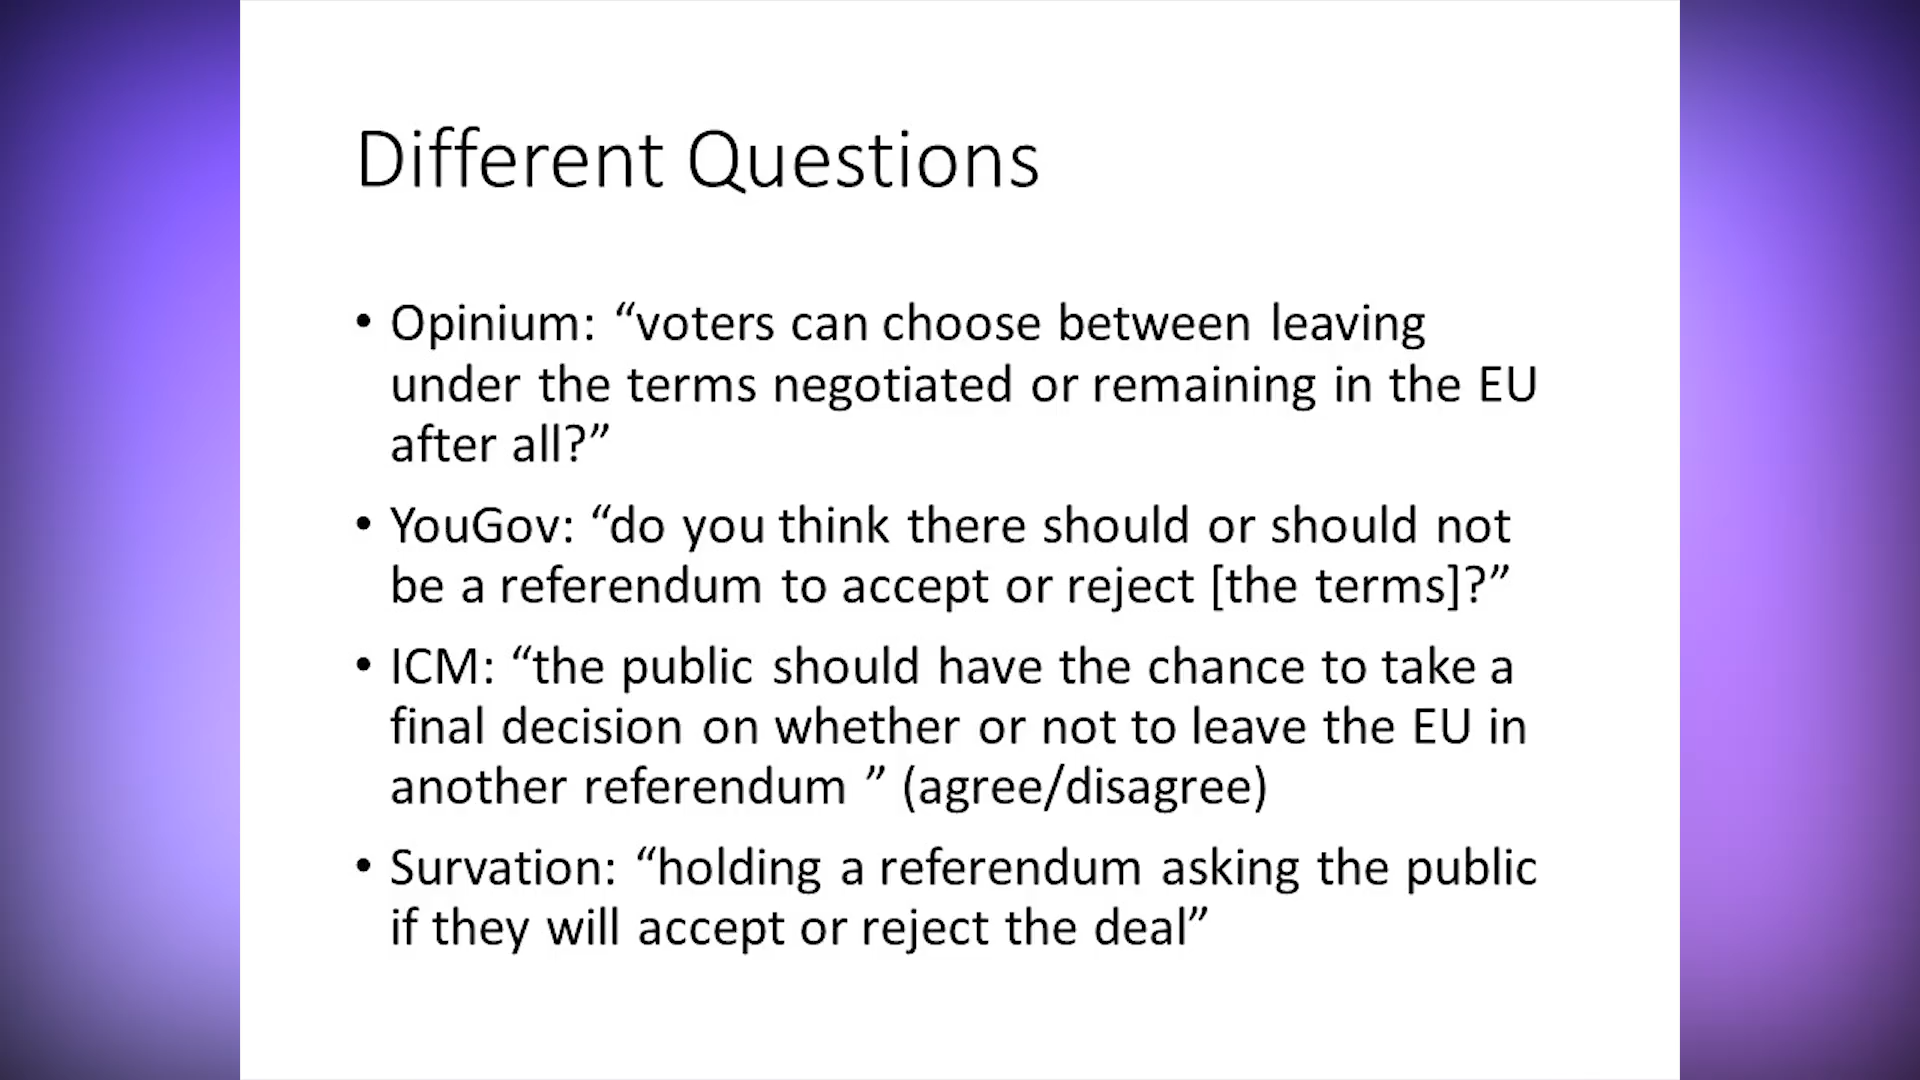 Different Questions
• Opinium: “voters can choose between leaving
under the terms negotiated or remaining in the EU
after all?”
• YouGov: “do you think there should or should not
be a referendum to accept or reject [the terms]?”
• ICM: “the public should have the chance to take a
final decision on whether or not to leave the EU in
another referendum ” (agree/disagree)
• Survation: “holding a referendum asking the public
if they will accept or reject the deal”